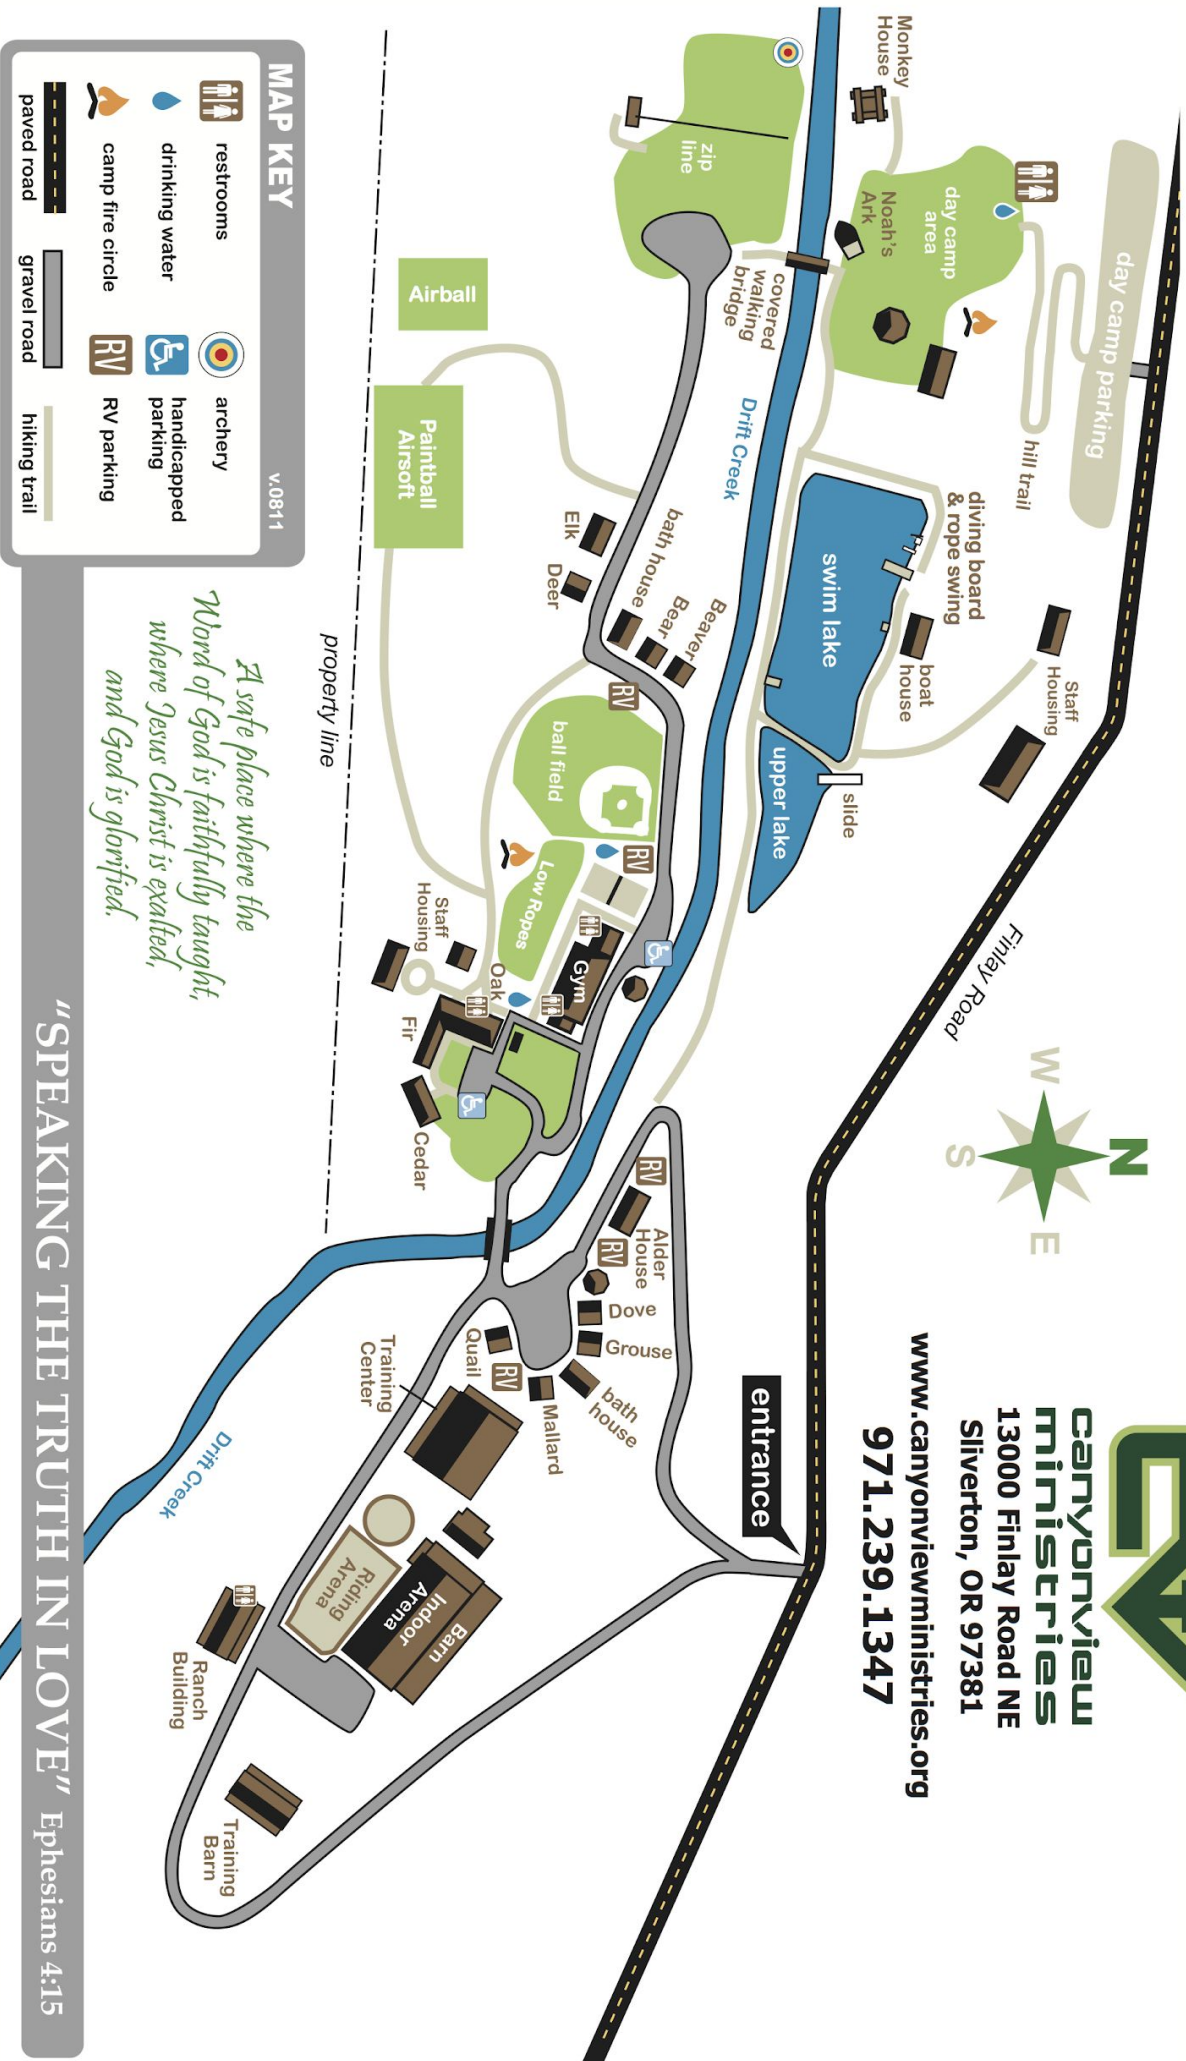 canyonview
ministries
13000 Finlay Road NE
Sliverton, OR 97381
www.canyonviewministries.org
971.239.1347
N
W
E
S
entrance
Finlay Road
day camp parking
hill trail
Monkey
House
day camp
area
Noah's
Ark
zip
line
covered
walking
bridge
Drift Creek
diving board
& rope swing
swim lake
boat
house
Staff
Housing
slide
upper lake
Airball
Paintball
Airsoft
Elk
Deer
bath house
Bear
Beaver
RV
ball field
RV
Low Ropes
Gym
Staff
Housing
Oak
Fir
Cedar
property line
RV
Alder
House
RV
Dove
Grouse
bath
house
Mallard
RV
Quail
Training
Center
Drift Creek
Riding
Arena
Indoor
Arena
Barn
Ranch
Building
Training
Barn
MAP KEY
v.0811
restrooms
archery
drinking water
handicapped
parking
camp fire circle
RV
RV parking
paved road
gravel road
hiking trail
A safe place where the
Word of God is faithfully taught,
where Jesus Christ is exalted,
and God is glorified.
"SPEAKING THE TRUTH IN LOVE" Ephesians 4:15